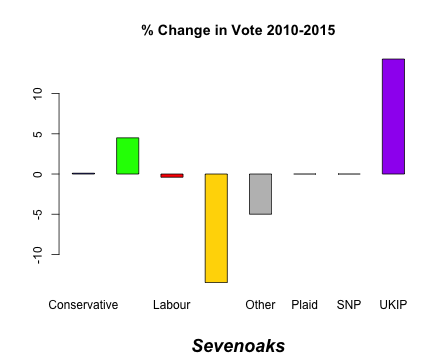 % Change in Vote 2010-2015
10
5
0
-5
-10
Conservative Labour Other Plaid SNP UKIP
Sevenoaks